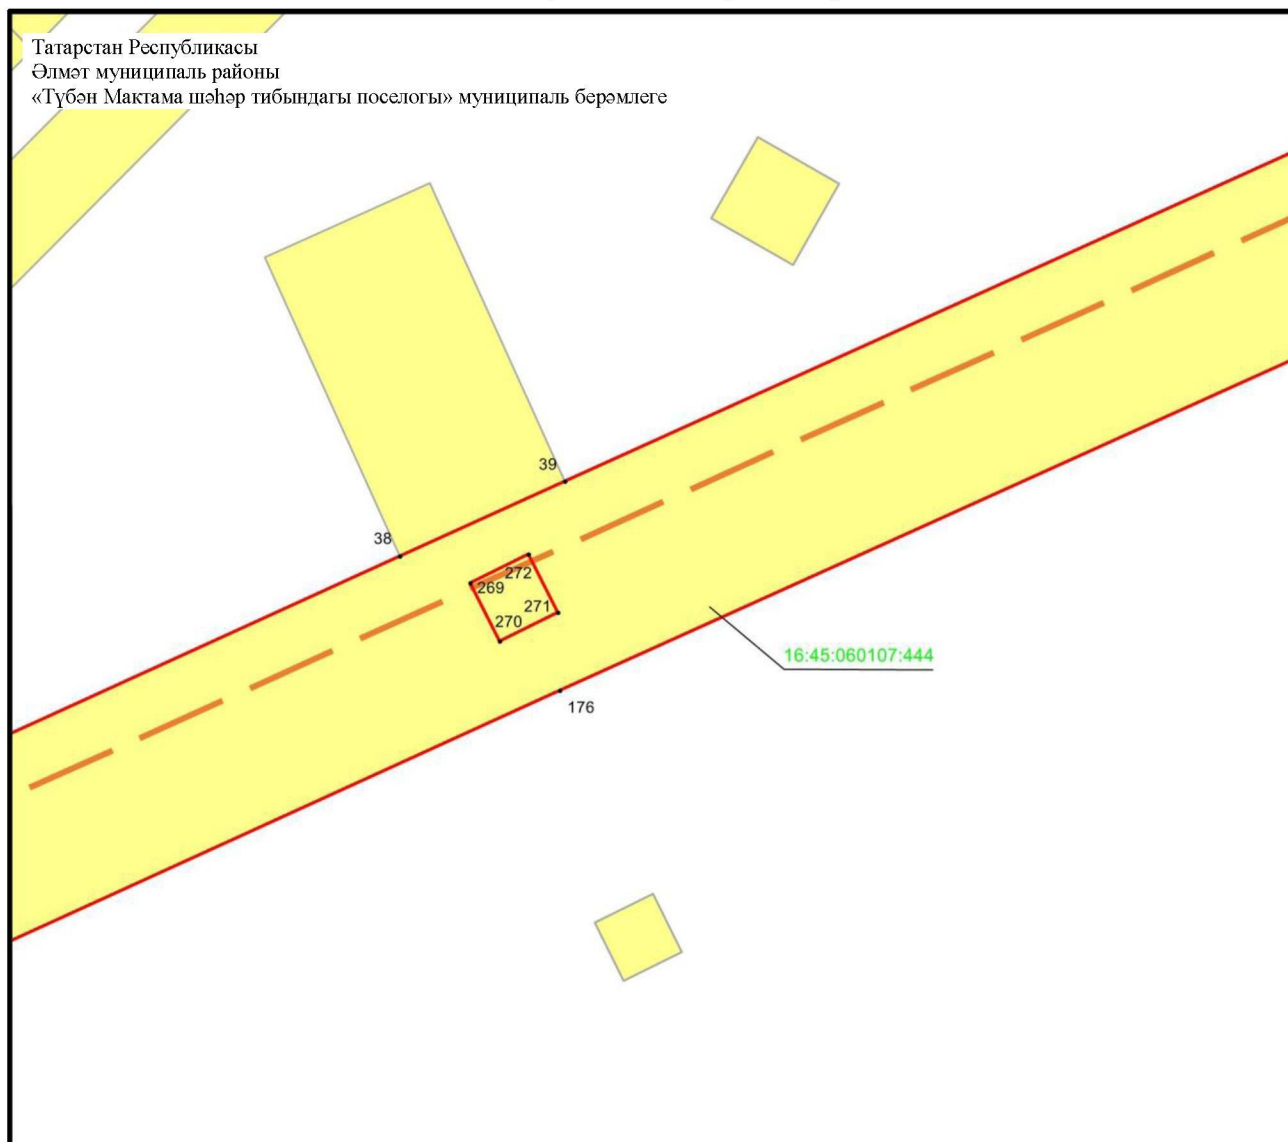 Татарстан Республикасы
Әлмәт муниципаль районы
«Түбән Мактама шәһәр тибындагы поселогы» муниципаль берәмлеге
39
38
272
269
271
270
16:45:060107:444
176